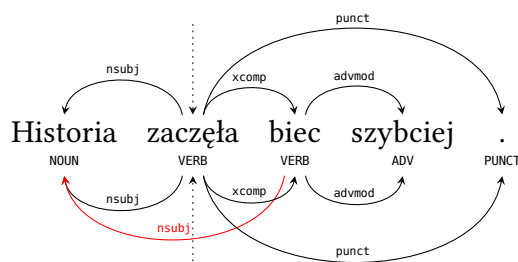 punct
nsubj xcomp advmod
Historia zaczęła biec szybciej .
NOUN VERB VERB ADV PUNCT
nsubj xcomp advmod
nsubj
punct